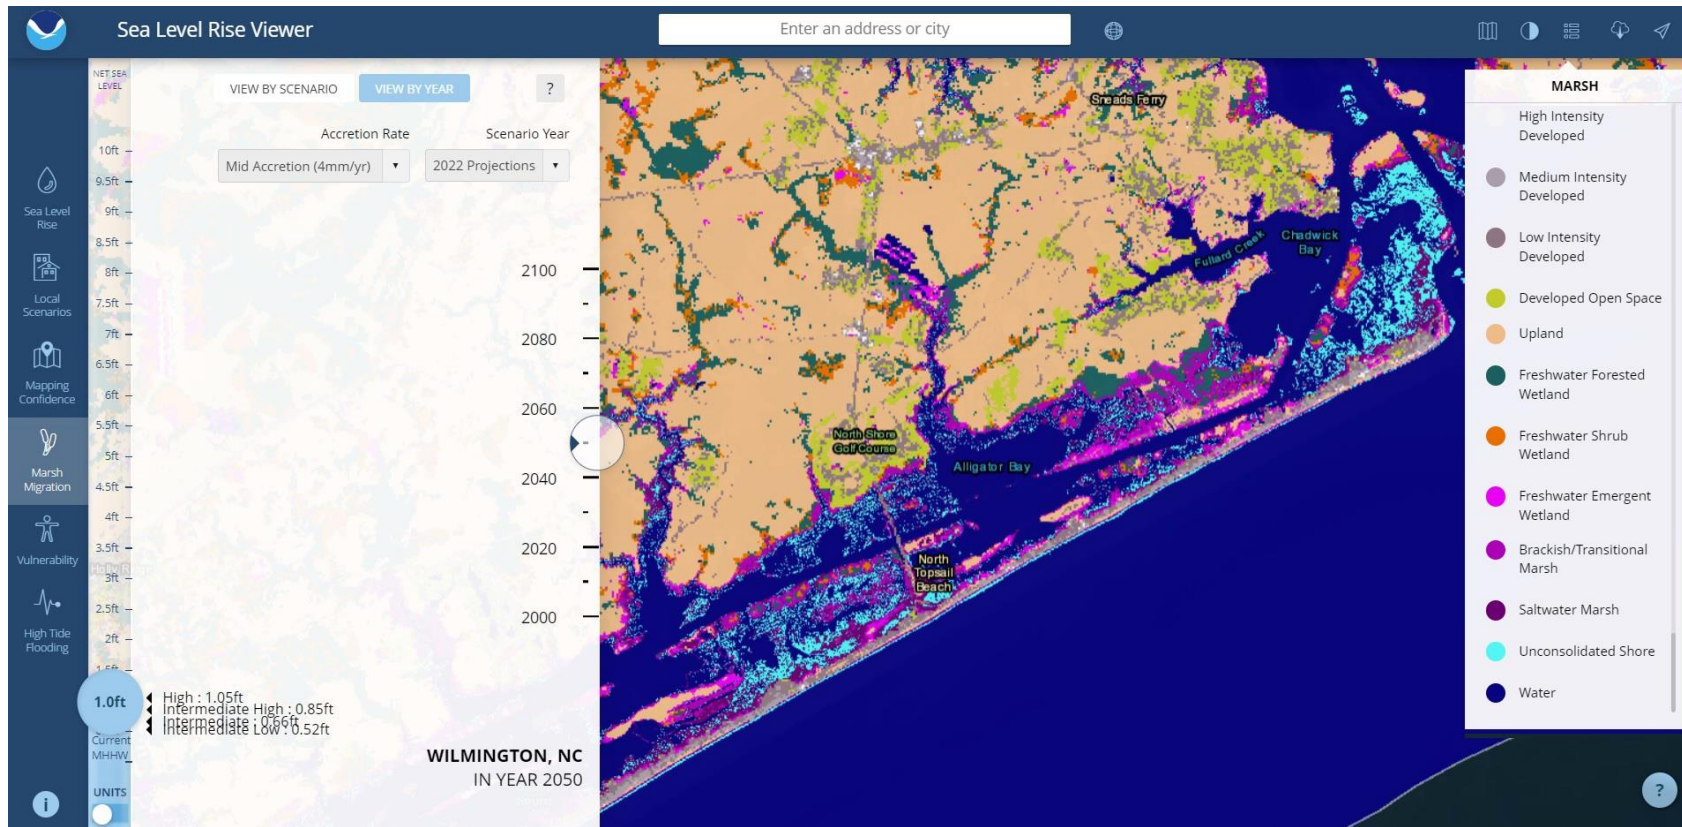 Sea Level Rise Viewer
Enter an address or city
NET SEA
LEVEL
10ft
9.5ft
9ft
8.5ft
8ft
7.5ft
7ft
6.5ft
6ft
5.5ft
5ft
4.5ft
4ft
3.5ft
3ft
2.5ft
2ft
1.5ft
1.0ft
Current
MHHW
UNITS
Sea Level
Rise
Local
Scenarios
Mapping
Confidence
Marsh
Migration
Vulnerability
High Tide
Flooding
i
VIEW BY SCENARIO
VIEW BY YEAR
?
Accretion Rate
Scenario Year
Mid Accretion (4mm/yr)
2022 Projections
2100
2080
2060
2040
2020
2000
High : 1.05ft
Intermediate High : 0.85ft
Intermediate : 0.66ft
Intermediate Low : 0.52ft
WILMINGTON, NC
IN YEAR 2050
Sneads Ferry
Fullard Creek
Chadwick
Bay
North Shore
Golf Course
Alligator Bay
North
Topsail
Beach
MARSH
High Intensity
Developed
Medium Intensity
Developed
Low Intensity
Developed
Developed Open Space
Upland
Freshwater Forested
Wetland
Freshwater Shrub
Wetland
Freshwater Emergent
Wetland
Brackish/Transitional
Marsh
Saltwater Marsh
Unconsolidated Shore
Water
?